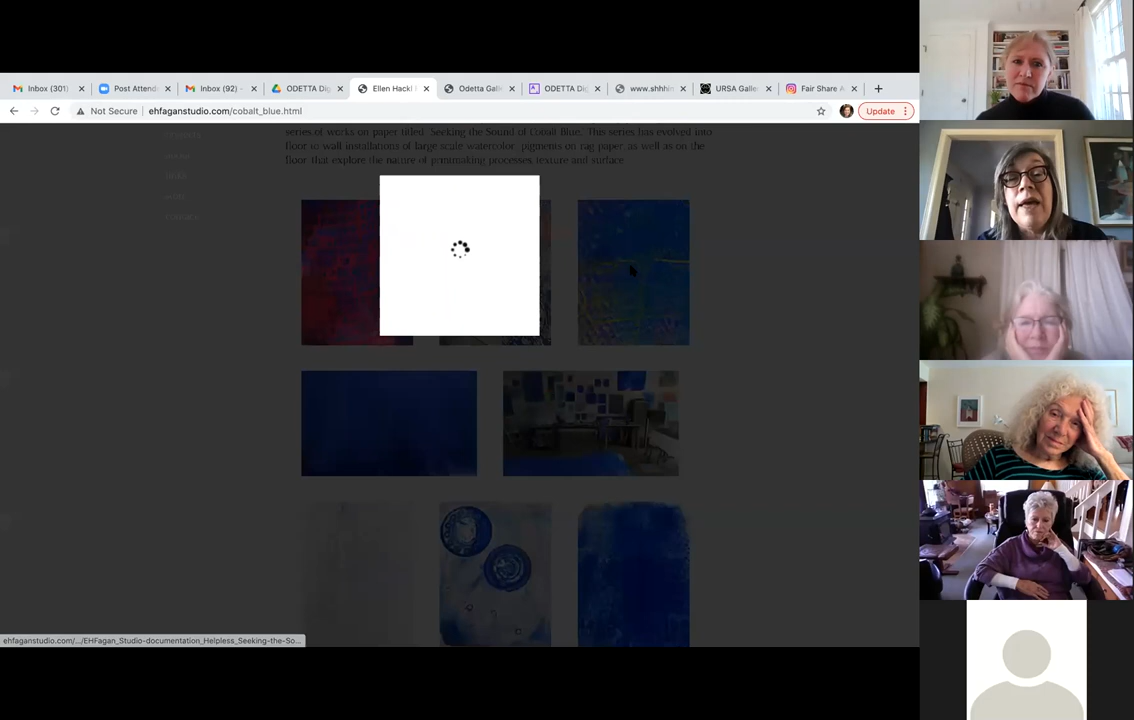 Inbox (301)
Post Attend
Inbox (92) -
ODETTA Dig
Ellen Hackl
Odetta Gall
ODETTA Dig
www.shhhin
URSA Galle
Fair Share A
Not Secure
ehfaganstudio.com/cobalt_blue.html
Update
series of works on paper titled "Seeking the Sound of Cobalt Blue." This series has evolved into
floor to wall installations of large scale watercolor, pigments on rag paper, as well as on the
floor that explore the nature of printmaking processes, texture and surface.
ehfaganstudio.com/.../EHFagan_Studio-documentation_Helpless_Seeking-the-So...